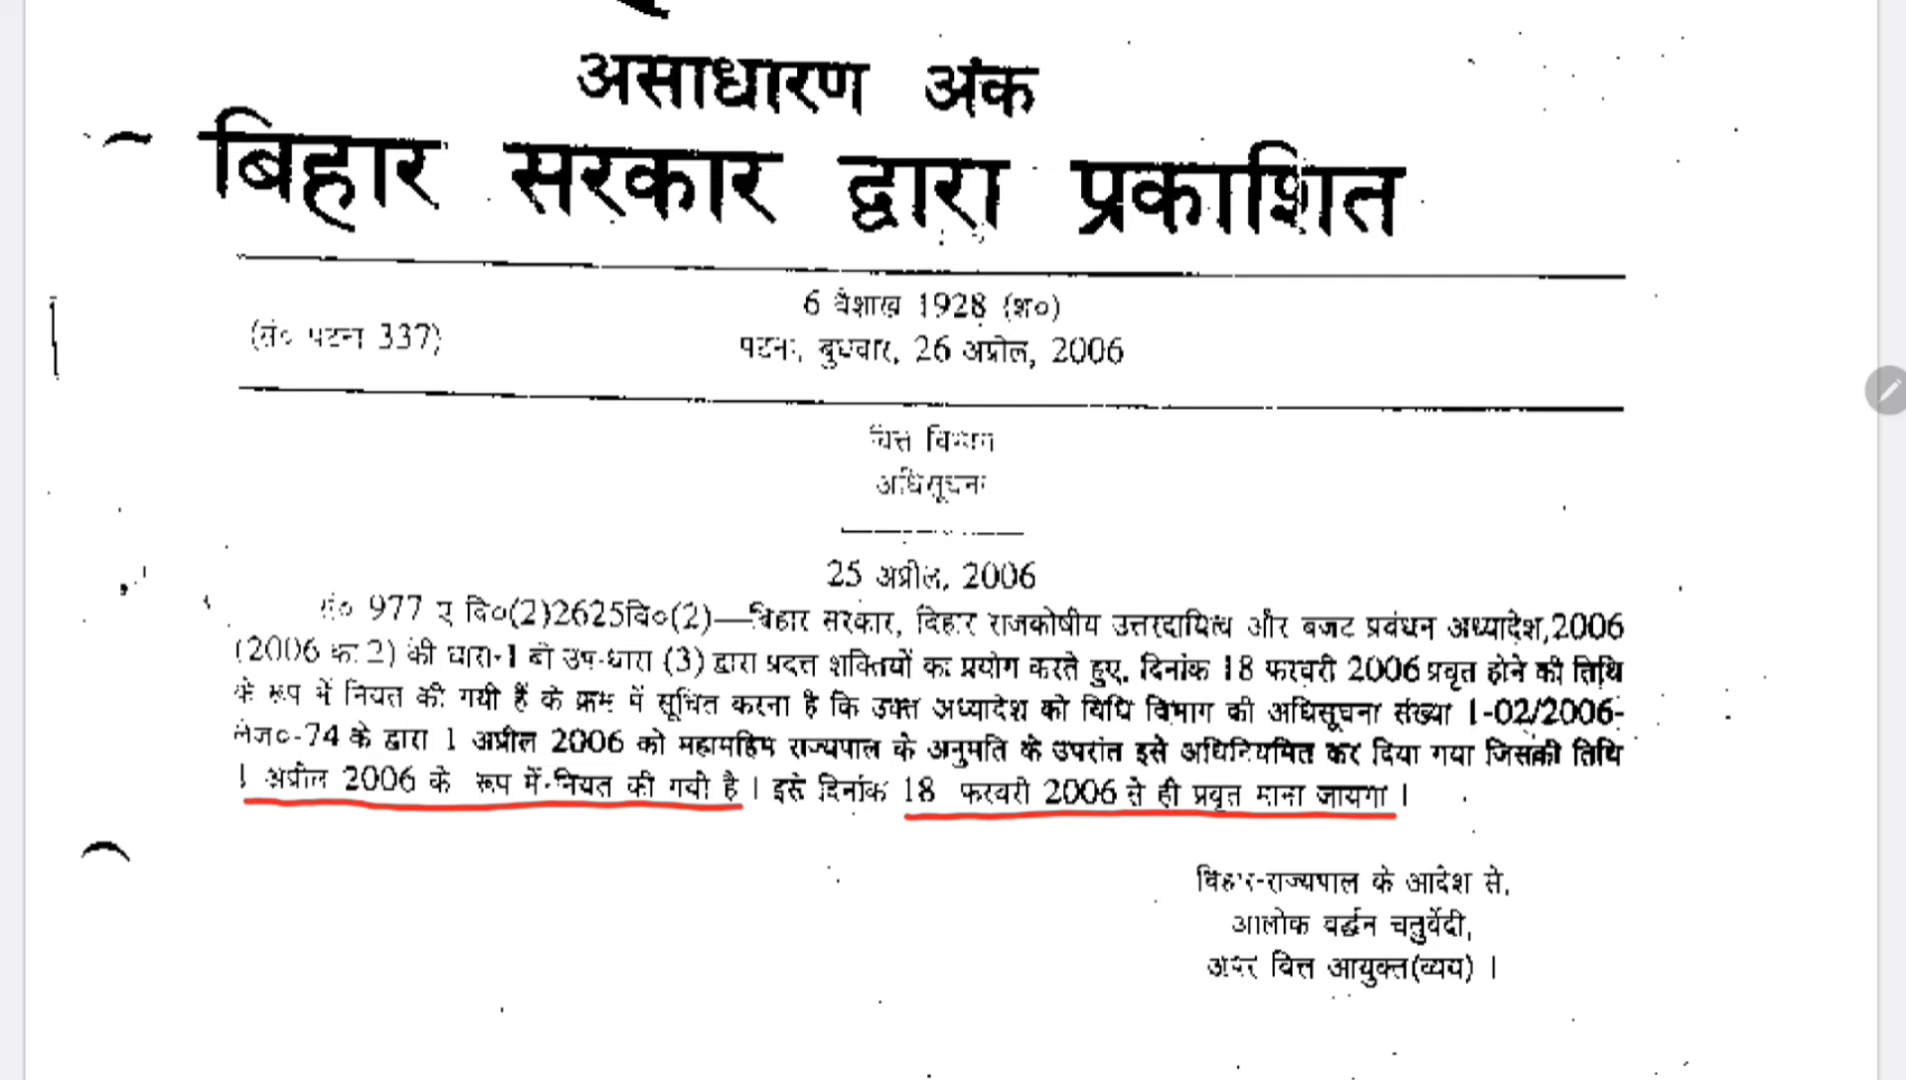 असाधारण अंक
बिहार सरकार द्वारा प्रकाशित
6 वैशाख 1928 (श०)
(सं० पटना 337)
पटना, बुधवार, 26 अप्रैल, 2006
वित्त विभाग
अधिसूचना
25 अप्रील, 2006
सं० 977 ए वि०(2)2625वि०(2)—बिहार सरकार, बिहार राजकोषीय उत्तरदायित्व और बजट प्रबंधन अध्यादेश,2006
(2006 का 2) की धारा-1 की उप-धारा (3) द्वारा प्रदत्त शक्तियों का प्रयोग करते हुए, दिनांक 18 फरवरी 2006 प्रवृत होने की तिथि
के रूप में नियत की गयी हैं के क्रम में सूचित करना है कि उक्त अध्यादेश को विधि विभाग की अधिसूचना संख्या 1-02/2006-
लेज०-74 के द्वारा 1 अप्रील 2006 को महामहिम राज्यपाल के अनुमति के उपरांत इसे अधिनियमित कर दिया गया जिसकी तिथि
1 अप्रील 2006 के रूप में नियत की गयी है। इसे दिनांक 18 फरवरी 2006 से ही प्रवृत माना जायगा।
बिहार-राज्यपाल के आदेश से,
आलोक वर्द्धन चतुर्वेदी,
अपर वित्त आयुक्त(व्यय)।